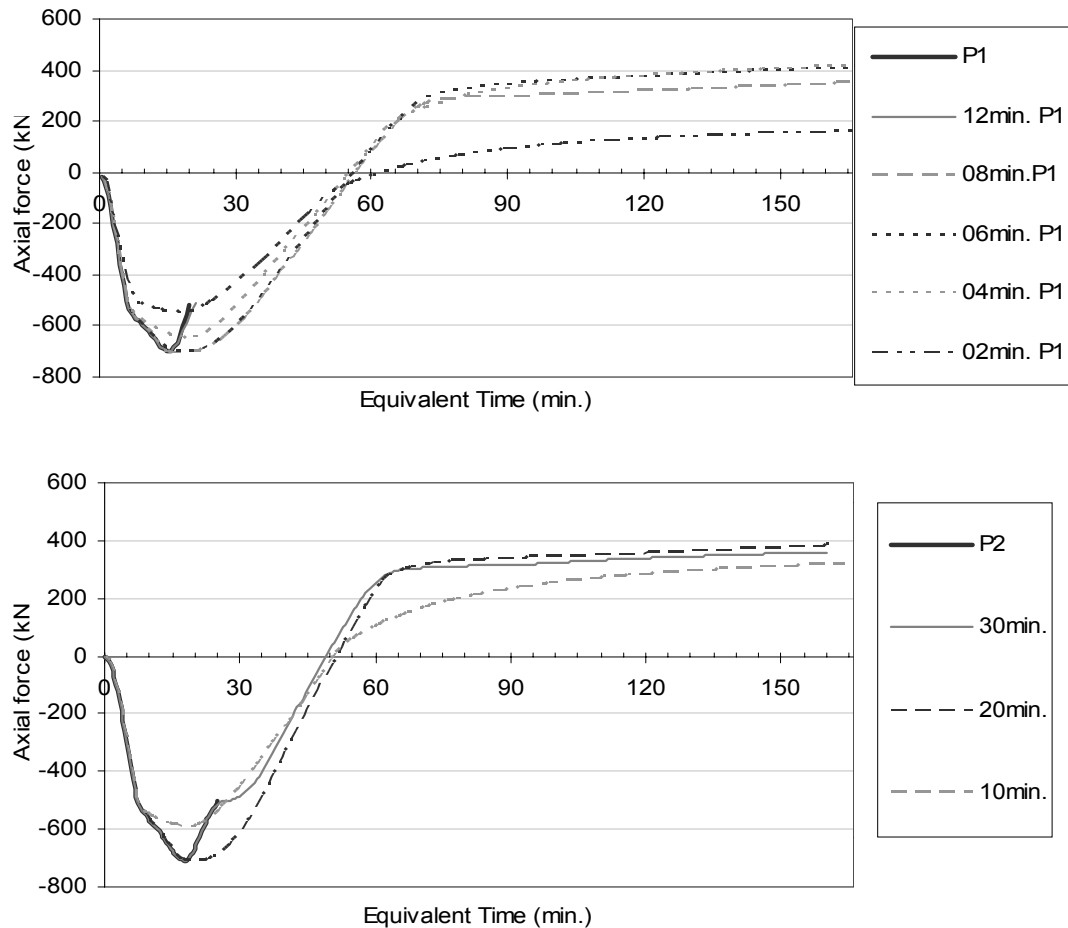 600
400
200
0
-200
-400
-600
-800
0 30 60 90 120 150
Axial force (kN
Equivalent Time (min.)
P1
12min. P1
08min.P1
06min. P1
04min. P1
02min. P1
600
400
200
0
-200
-400
-600
-800
0 30 60 90 120 150
Axial force (kN
Equivalent Time (min.)
P2
30min.
20min.
10min.